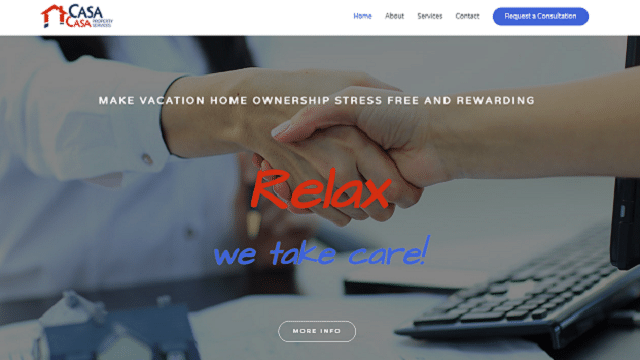 CASA
CASA PROPERTY
SERVICES
Home About Services Contact Request a Consultation
MAKE VACATION HOME OWNERSHIP STRESS FREE AND REWARDING
Relax
we take care!
MORE INFO